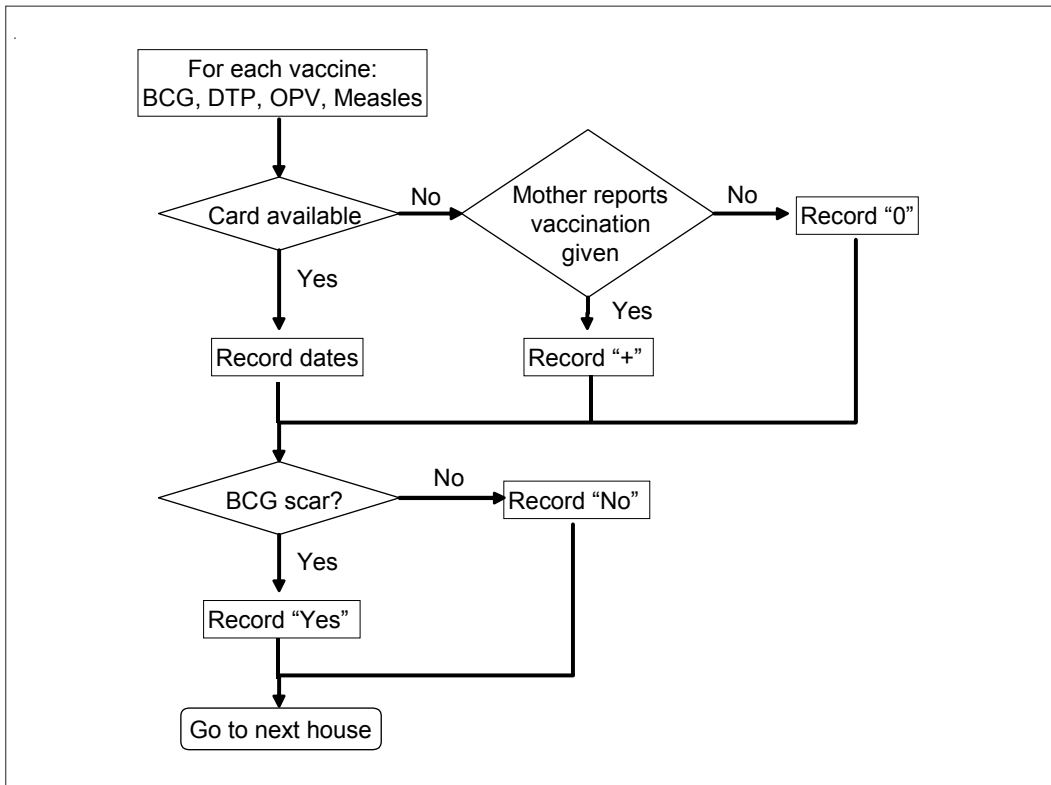 For each vaccine:
BCG, DTP, OPV, Measles
Card available
No
Mother reports
vaccination
given
No
Record “0”
Yes
Yes
Record dates
Record “+”
BCG scar?
No
Record “No”
Yes
Record “Yes”
Go to next house